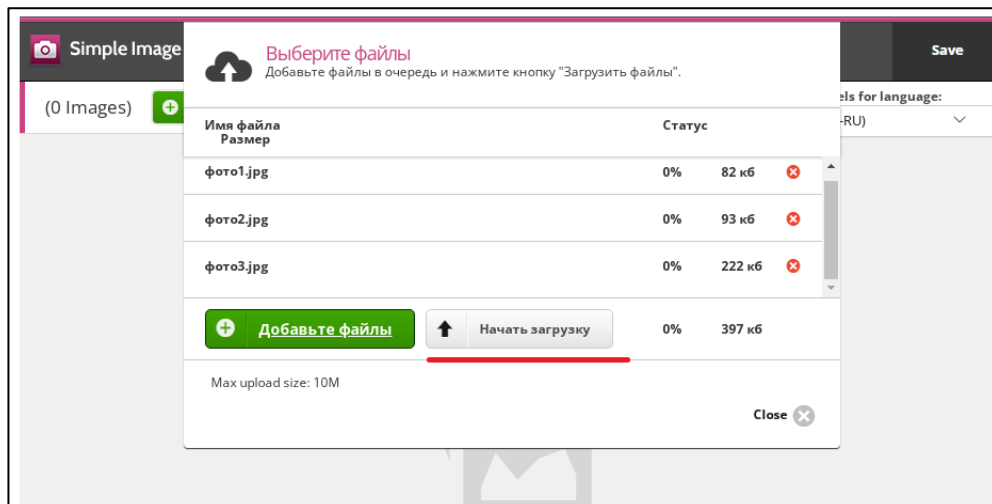 Simple Image
Save
(0 Images)
els for language:
-RU)
Выберите файлы
Добавьте файлы в очередь и нажмите кнопку "Загрузить файлы".
Имя файла Статус
Размер
фото1.jpg 0% 82 кб
фото2.jpg 0% 93 кб
фото3.jpg 0% 222 кб
Добавьте файлы Начать загрузку 0% 397 кб
Max upload size: 10M
Close